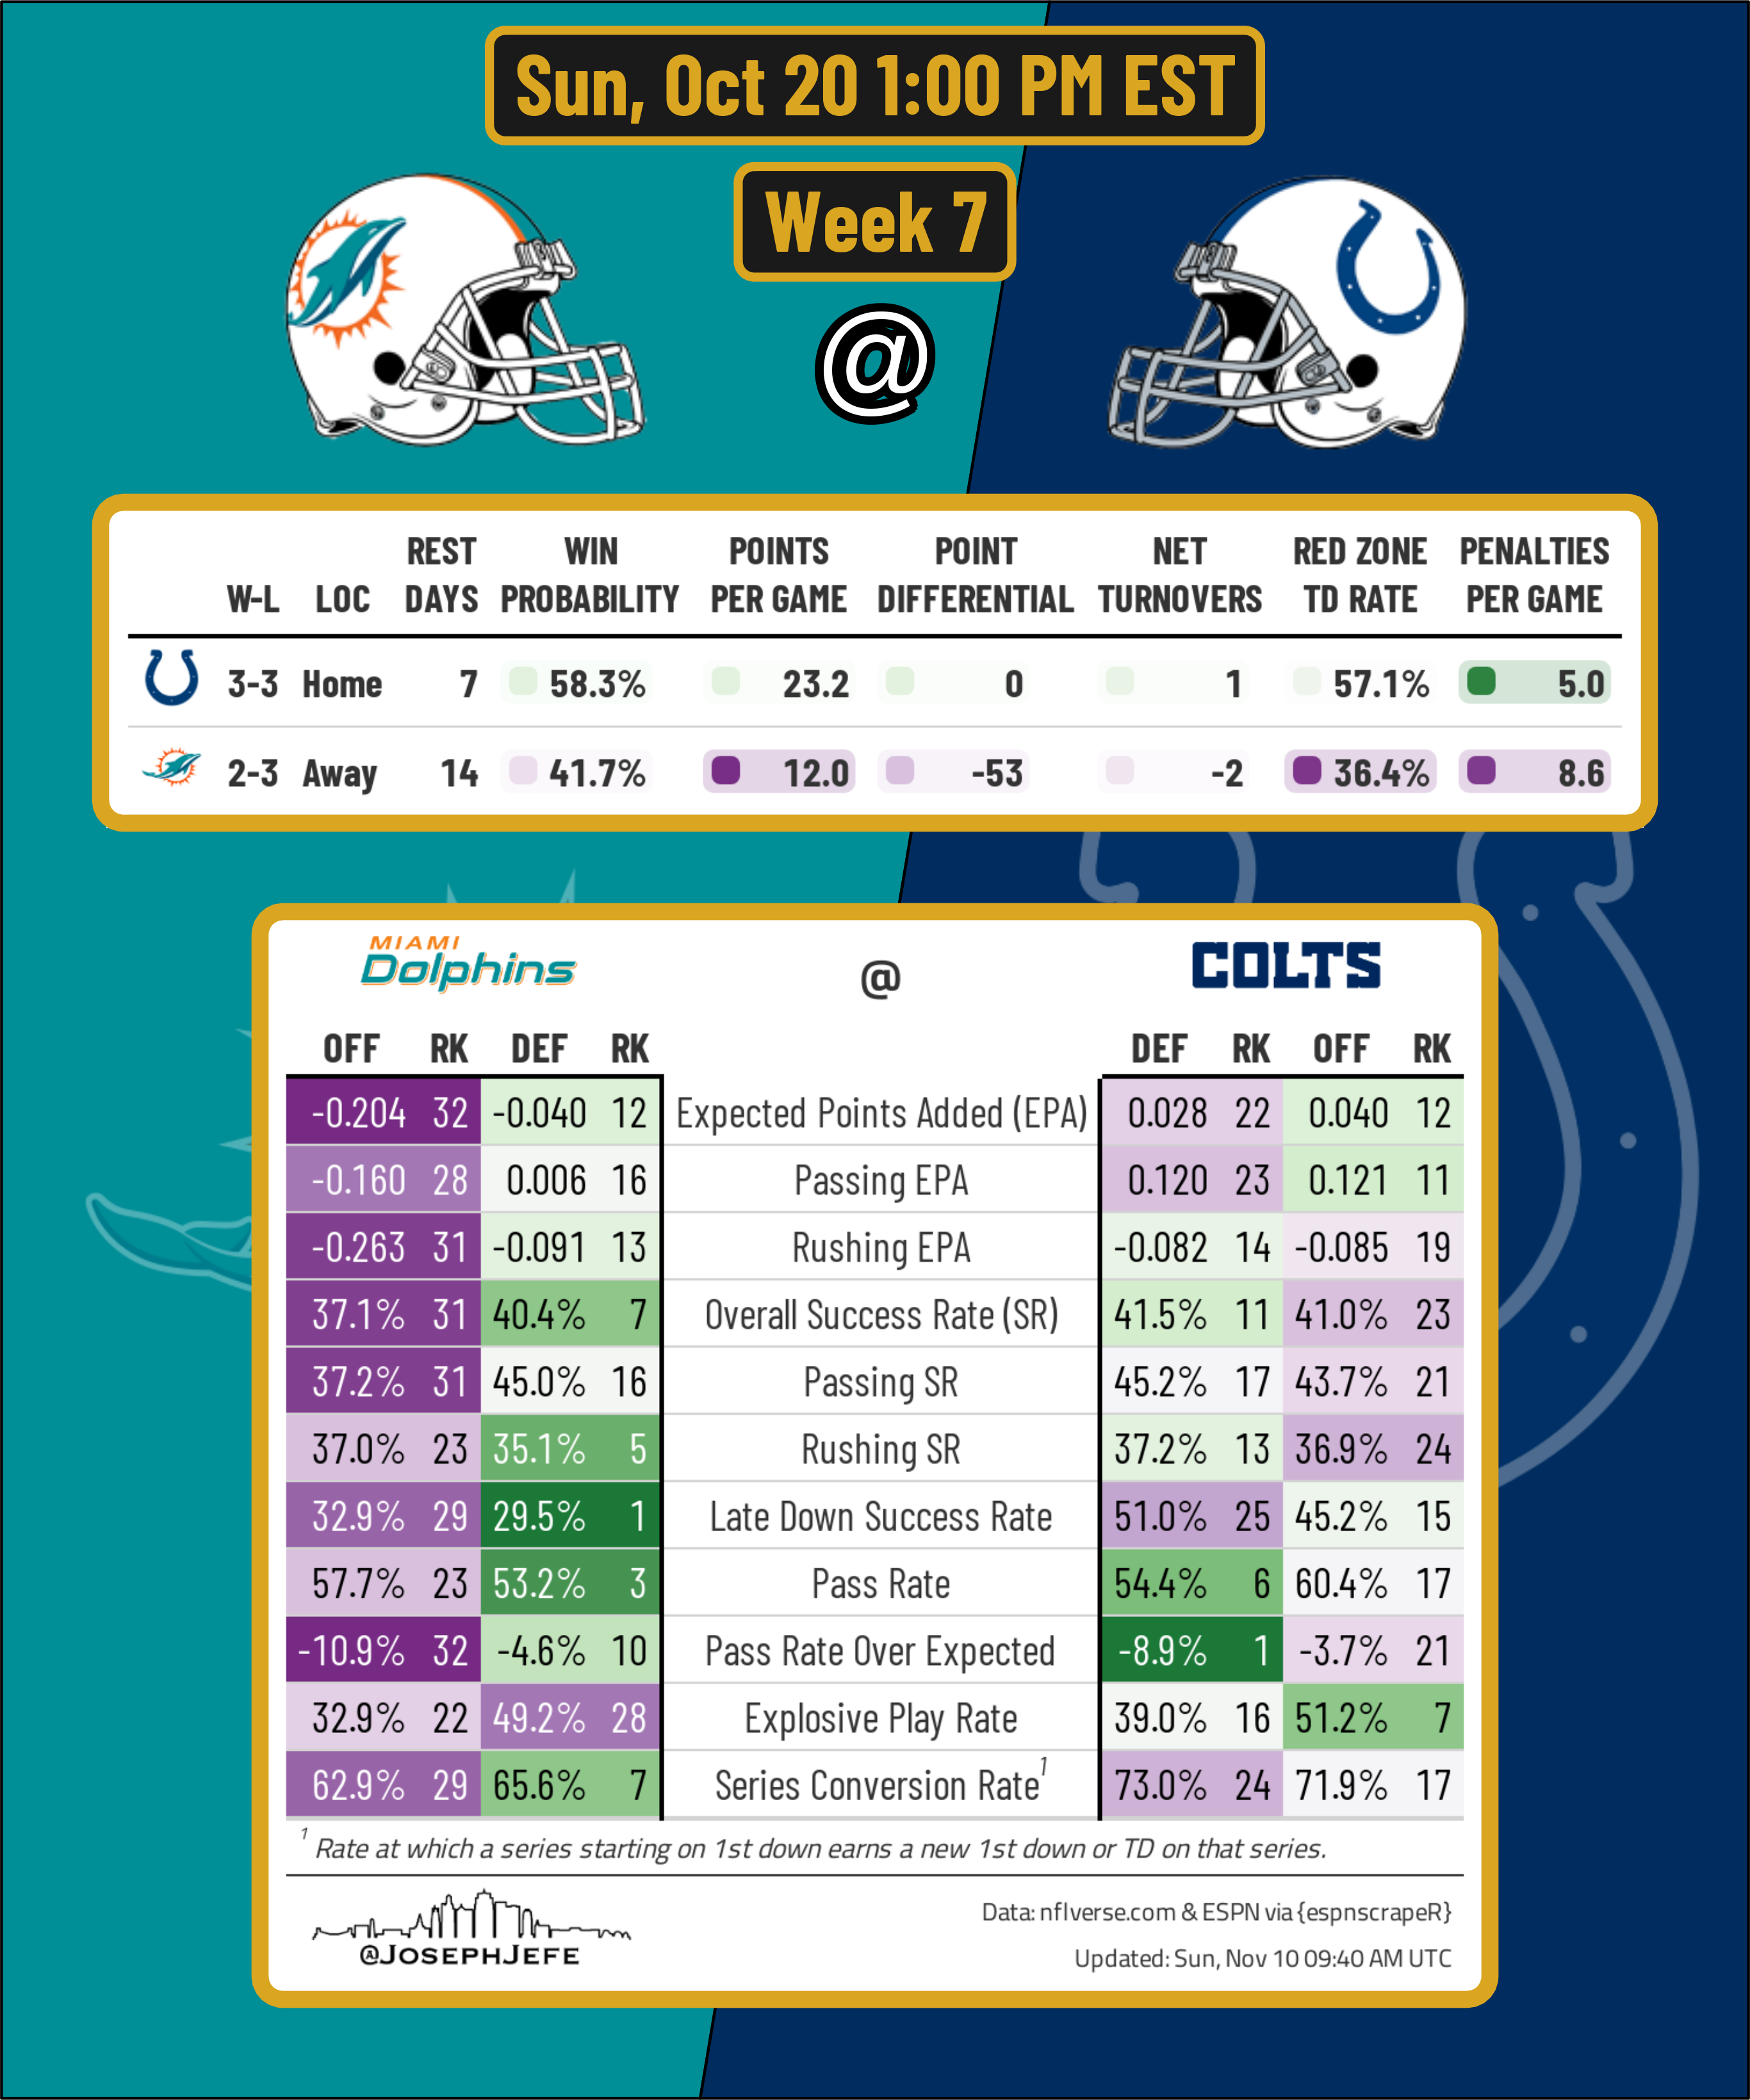 Sun, Oct 20 1:00 PM EST
Week 7
@
REST WIN POINTS POINT NET RED ZONE PENALTIES
W-L LOC DAYS PROBABILITY PER GAME DIFFERENTIAL TURNOVERS TD RATE PER GAME
3-3 Home 7 58.3% 23.2 0 1 57.1% 5.0
2-3 Away 14 41.7% 12.0 -53 -2 36.4% 8.6
MIAMI
Dolphins @ COLTS
OFF RK DEF RK DEF RK OFF RK
-0.204 32 -0.040 12 Expected Points Added (EPA) 0.028 22 0.040 12
-0.160 28 0.006 16 Passing EPA 0.120 23 0.121 11
-0.263 31 -0.091 13 Rushing EPA -0.082 14 -0.085 19
37.1% 31 40.4% 7 Overall Success Rate (SR) 41.5% 11 41.0% 23
37.2% 31 45.0% 16 Passing SR 45.2% 17 43.7% 21
37.0% 23 35.1% 5 Rushing SR 37.2% 13 36.9% 24
32.9% 29 29.5% 1 Late Down Success Rate 51.0% 25 45.2% 15
57.7% 23 53.2% 3 Pass Rate 54.4% 6 60.4% 17
-10.9% 32 -4.6% 10 Pass Rate Over Expected -8.9% 1 -3.7% 21
32.9% 22 49.2% 28 Explosive Play Rate 39.0% 16 51.2% 7
62.9% 29 65.6% 7 Series Conversion Rate1 73.0% 24 71.9% 17
1 Rate at which a series starting on 1st down earns a new 1st down or TD on that series.
Data: nflverse.com & ESPN via {espnscrapeR}
@JOSEPHJEFE
Updated: Sun, Nov 10 09:40 AM UTC